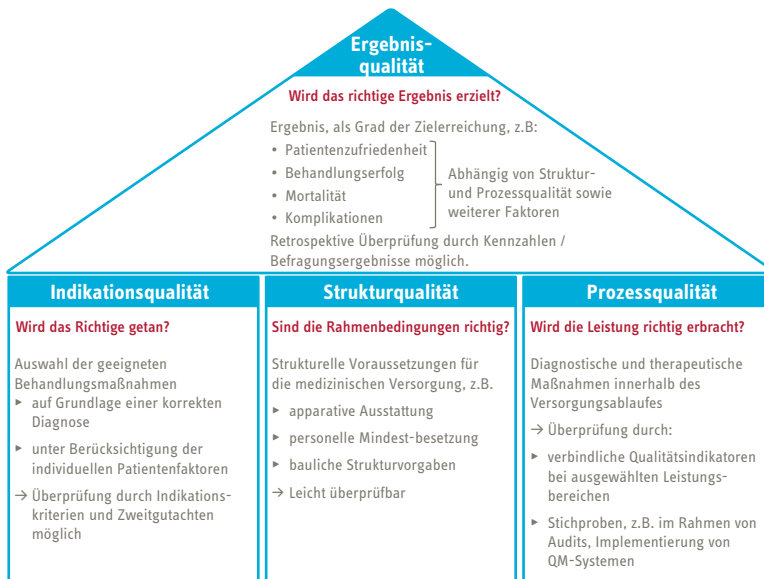 Ergebnis-
qualität
Wird das richtige Ergebnis erzielt?
Ergebnis, als Grad der Zielerreichung, z.B:
• Patientenzufriedenheit
• Behandlungserfolg
• Mortalität
• Komplikationen
Abhängig von Struktur-
und Prozessqualität sowie
weiterer Faktoren
Retrospektive Überprüfung durch Kennzahlen /
Befragungsergebnisse möglich.
Indikationsqualität
Wird das Richtige getan?
Auswahl der geeigneten
Behandlungsmaßnahmen
▸ auf Grundlage einer korrekten
Diagnose
▸ unter Berücksichtigung der
individuellen Patientenfaktoren
→ Überprüfung durch Indikations-
kriterien und Zweitgutachten
möglich
Strukturqualität
Sind die Rahmenbedingungen richtig?
Strukturelle Voraussetzungen für
die medizinischen Versorgung, z.B.
▸ apparative Ausstattung
▸ personelle Mindest-besetzung
▸ bauliche Strukturvorgaben
→ Leicht überprüfbar
Prozessqualität
Wird die Leistung richtig erbracht?
Diagnostische und therapeutische
Maßnahmen innerhalb des
Versorgungsablaufes
→ Überprüfung durch:
▸ verbindliche Qualitätsindikatoren
bei ausgewählten Leistungs-
bereichen
▸ Stichproben, z.B. im Rahmen von
Audits, Implementierung von
QM-Systemen